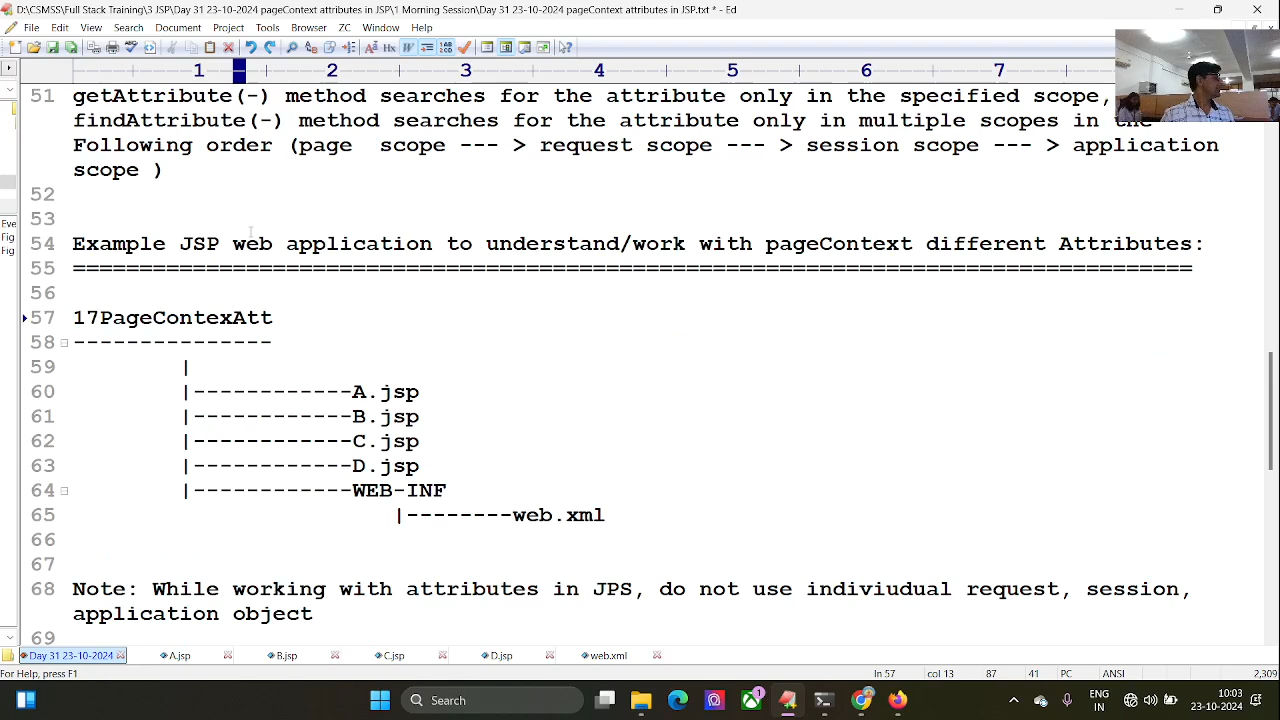 D:\CSMSS\Full Stack Training\3 JSP\Day 31 23-10-2024 pageContext attributes in JSP\1 Morning Session\Day 31 23-10-2024 pageContext attributes in JSP.txt * - Ed
File Edit View Search Document Project Tools Browser ZC Window Help
1 2 3 4 5 6 7
51 getAttribute(-) method searches for the attribute only in the specified scope,
findAttribute(-) method searches for the attribute only in multiple scopes in the
Following order (page scope --- > request scope --- > session scope --- > application
scope )
52
53
54 Example JSP web application to understand/work with pageContext different Attributes:
55 ====================================================================================
56
57 17PageContexAtt
58 ---------------
59 |
60 |------------A.jsp
61 |------------B.jsp
62 |------------C.jsp
63 |------------D.jsp
64 |------------WEB-INF
65 |--------web.xml
66
67
68 Note: While working with attributes in JPS, do not use indiviudual request, session,
application object
69
Eve
Fig
Fig
Day 31 23-10-2024 A.jsp B.jsp C.jsp D.jsp web.xml
For Help, press F1 Ln 57 col 13 87 41 PC ANSI 2,309
Search ENG 10:03
IN 23-10-2024